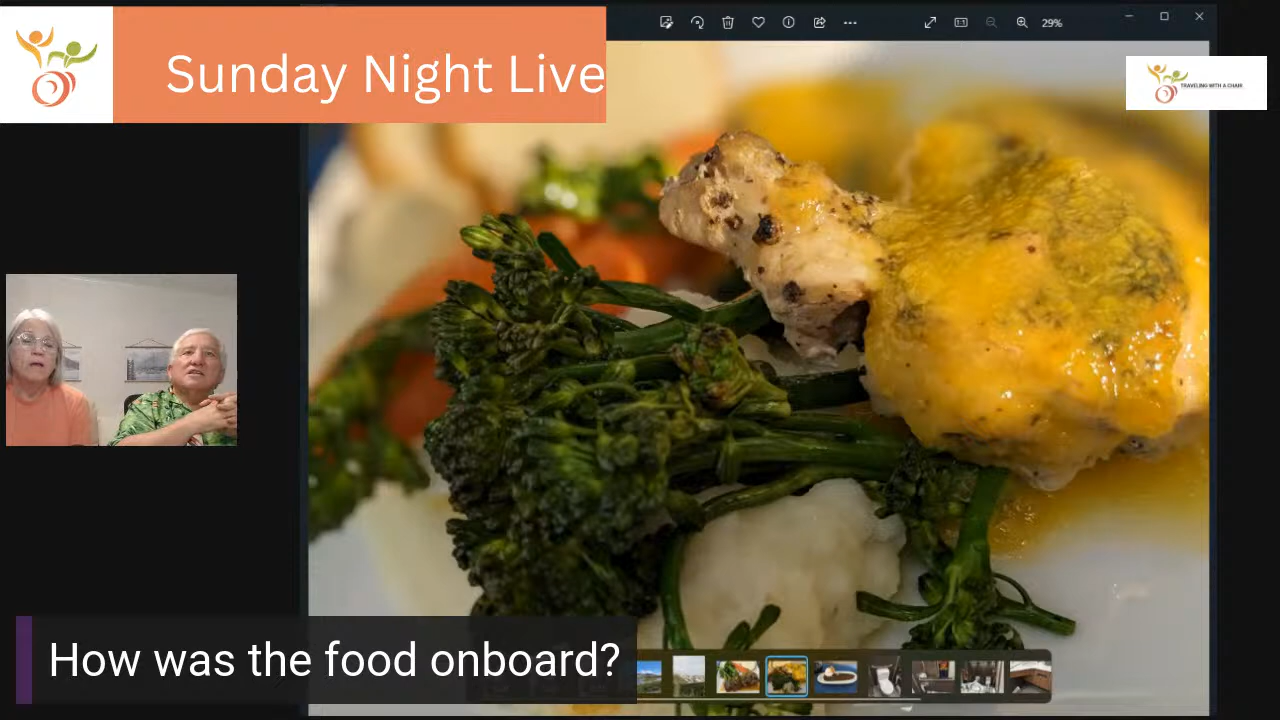 Sunday Night Live
29%
TRAVELING WITH A CHAIR
How was the food onboard?